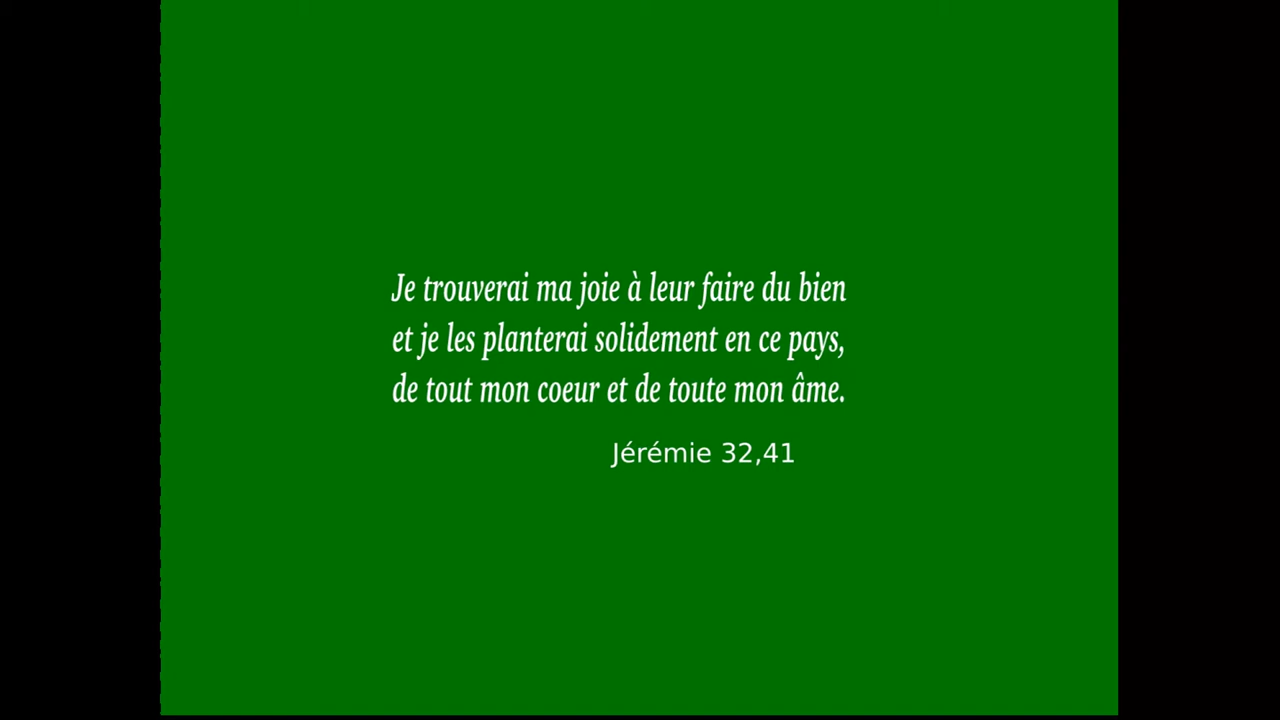 Je trouverai ma joie à leur faire du bien
et je les planterai solidement en ce pays,
de tout mon coeur et de toute mon âme.
Jérémie 32,41